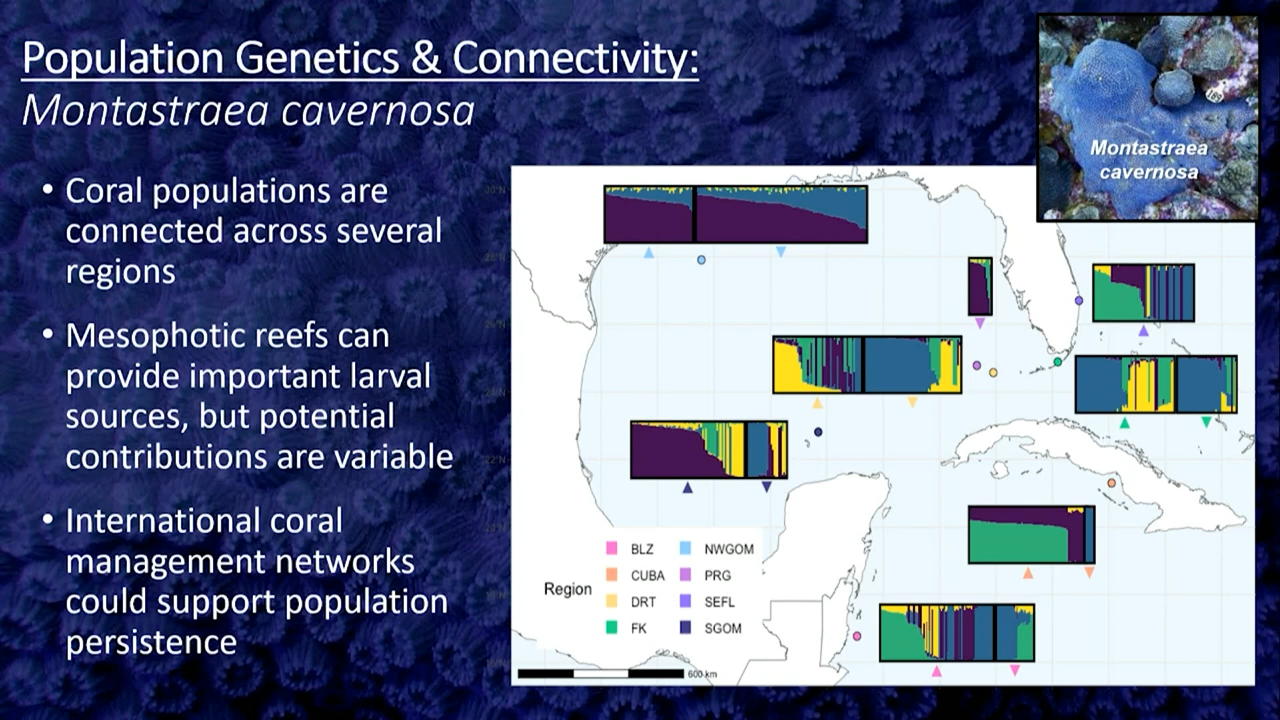 Population Genetics & Connectivity:
Montastraea cavernosa
• Coral populations are
connected across several
regions
• Mesophotic reefs can
provide important larval
sources, but potential
contributions are variable
• International coral
management networks
could support population
persistence
Montastraea
cavernosa
30°N
22°N
Region
BLZ
CUBA
DRT
FK
NWGOM
PRG
SEFL
SGOM
600 km